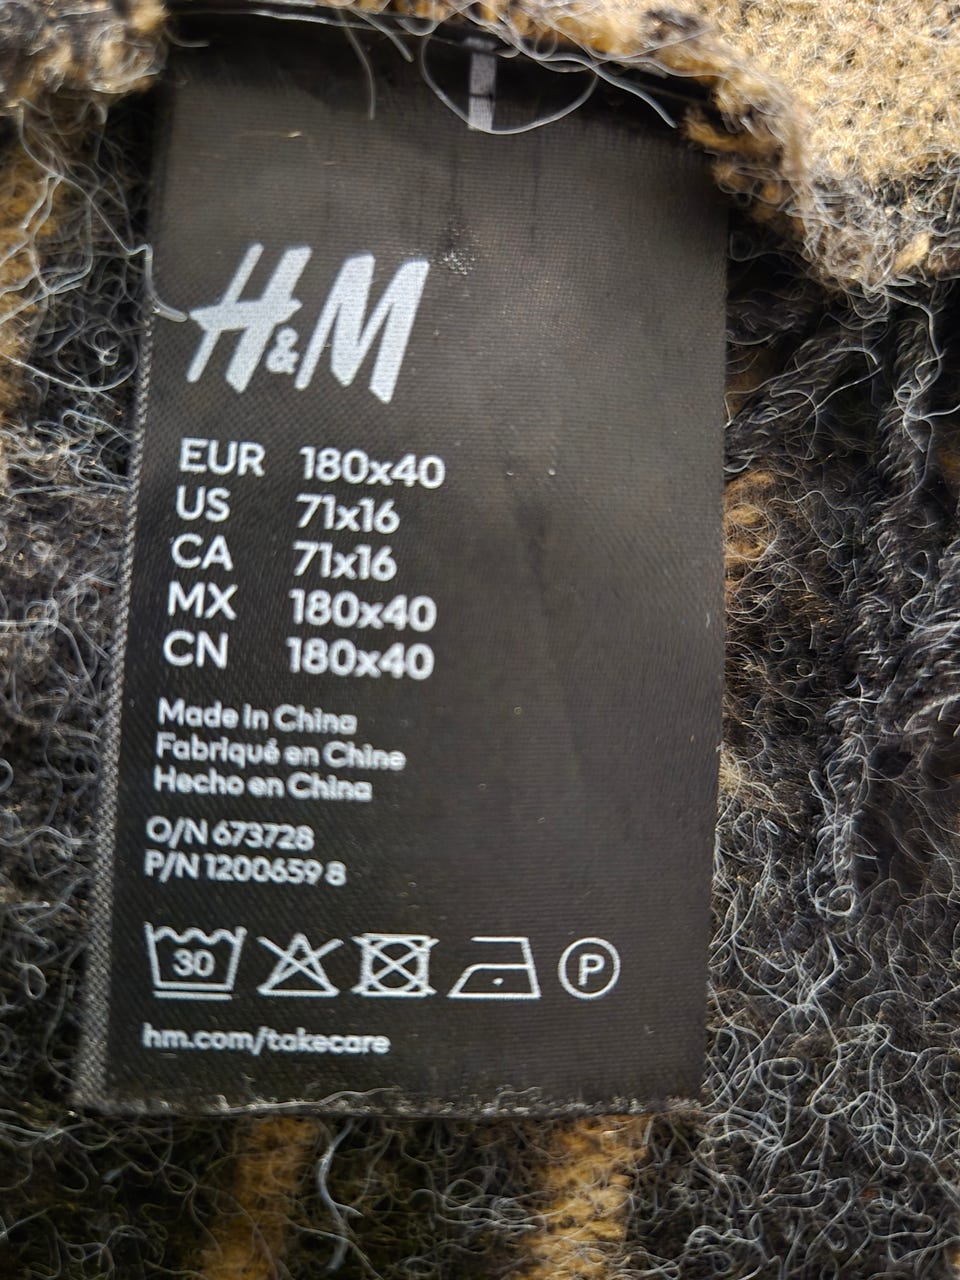 H&M
EUR 180x40
US 71x16
CA 71x16
MX 180x40
CN 180x40
Made in China
Fabriqué en Chine
Hecho en China
O/N 673728
P/N 1200659 8
30
P
hm.com/takecare